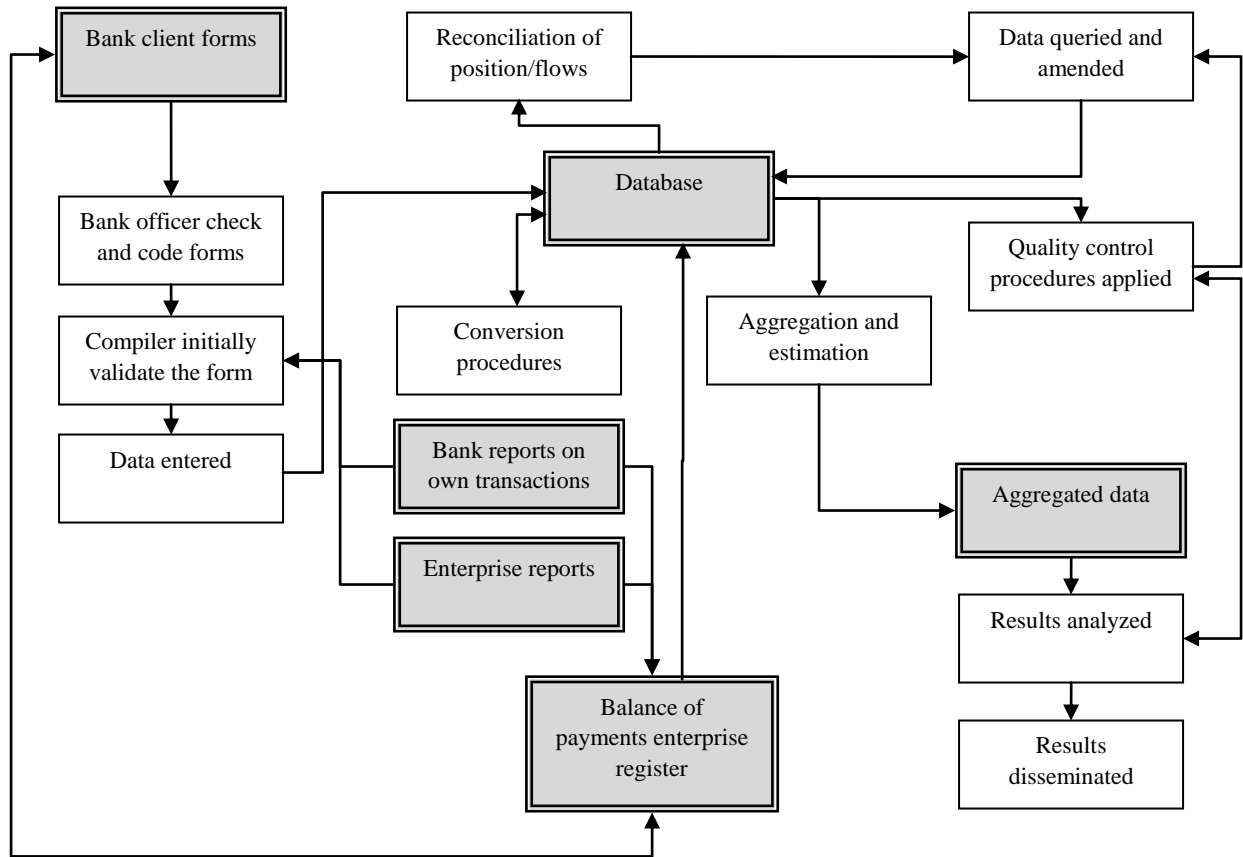 Bank client forms
Reconciliation of
position/flows
Data queried and
amended
Database
Bank officer check
and code forms
Quality control
procedures applied
Conversion
procedures
Aggregation and
estimation
Compiler initially
validate the form
Data entered
Bank reports on
own transactions
Aggregated data
Enterprise reports
Results analyzed
Balance of
payments enterprise
register
Results
disseminated